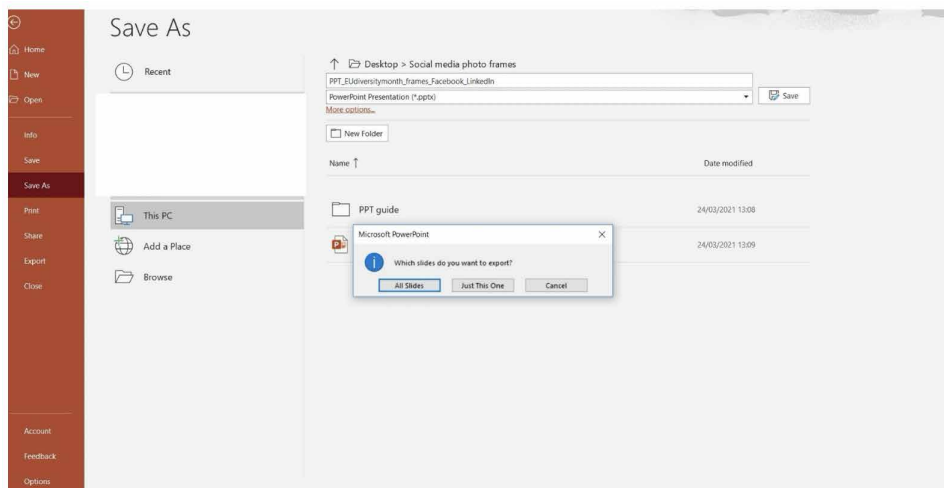 Save As
Home
New
Open
Info
Save
Save As
Print
Share
Export
Close
Account
Feedback
Options
Recent
This PC
Add a Place
Browse
Desktop > Social media photo frames
PPT_EUdiversitymonth_frames_Facebook_LinkedIn
PowerPoint Presentation (*.pptx)
Save
More options...
New Folder
Name ↑ Date modified
PPT guide 24/03/2021 13:08
24/03/2021 13:09
Microsoft PowerPoint
Which slides do you want to export?
All Slides Just This One Cancel